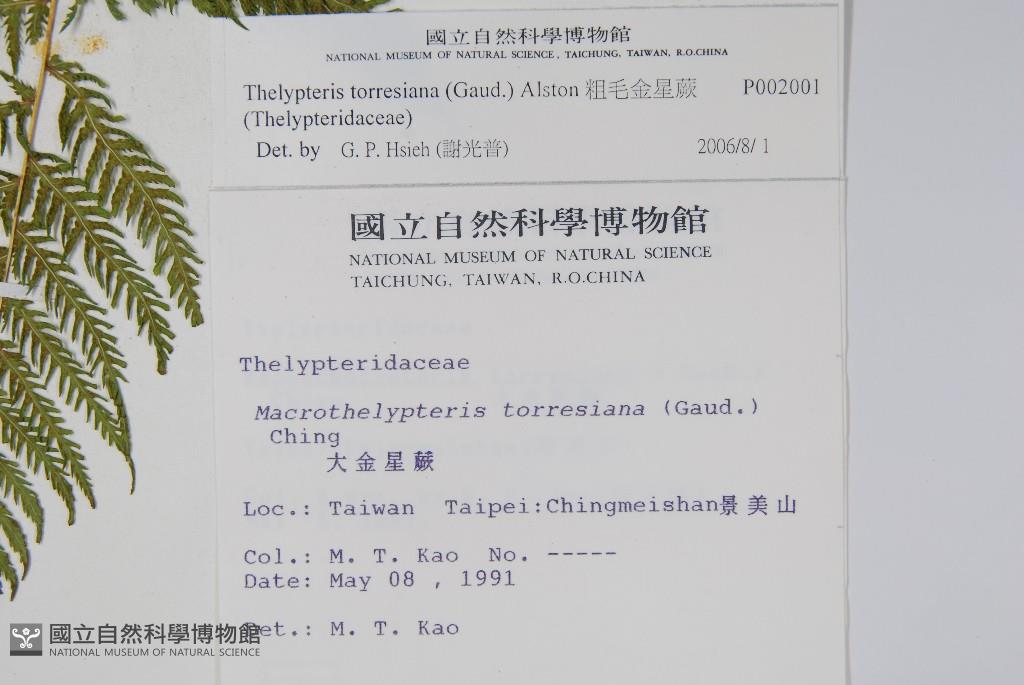 國立自然科學博物館
NATIONAL MUSEUM OF NATURAL SCIENCE, TAICHUNG, TAIWAN, R.O.CHINA
Thelypteris torresiana (Gaud.) Alston 粗毛金星蕨 P002001
(Thelypteridaceae)
Det. by G. P. Hsieh (謝光普) 2006/8/ 1
國立自然科學博物館
NATIONAL MUSEUM OF NATURAL SCIENCE
TAICHUNG, TAIWAN, R.O.CHINA
Thelypteridaceae
Macrothelypteris torresiana (Gaud.)
Ching
大金星蕨
Loc.: Taiwan Taipei:Chingmeishan景美山
Col.: M. T. Kao No. -----
Date: May 08 , 1991
Det.: M. T. Kao
國立自然科學博物館
NATIONAL MUSEUM OF NATURAL SCIENCE